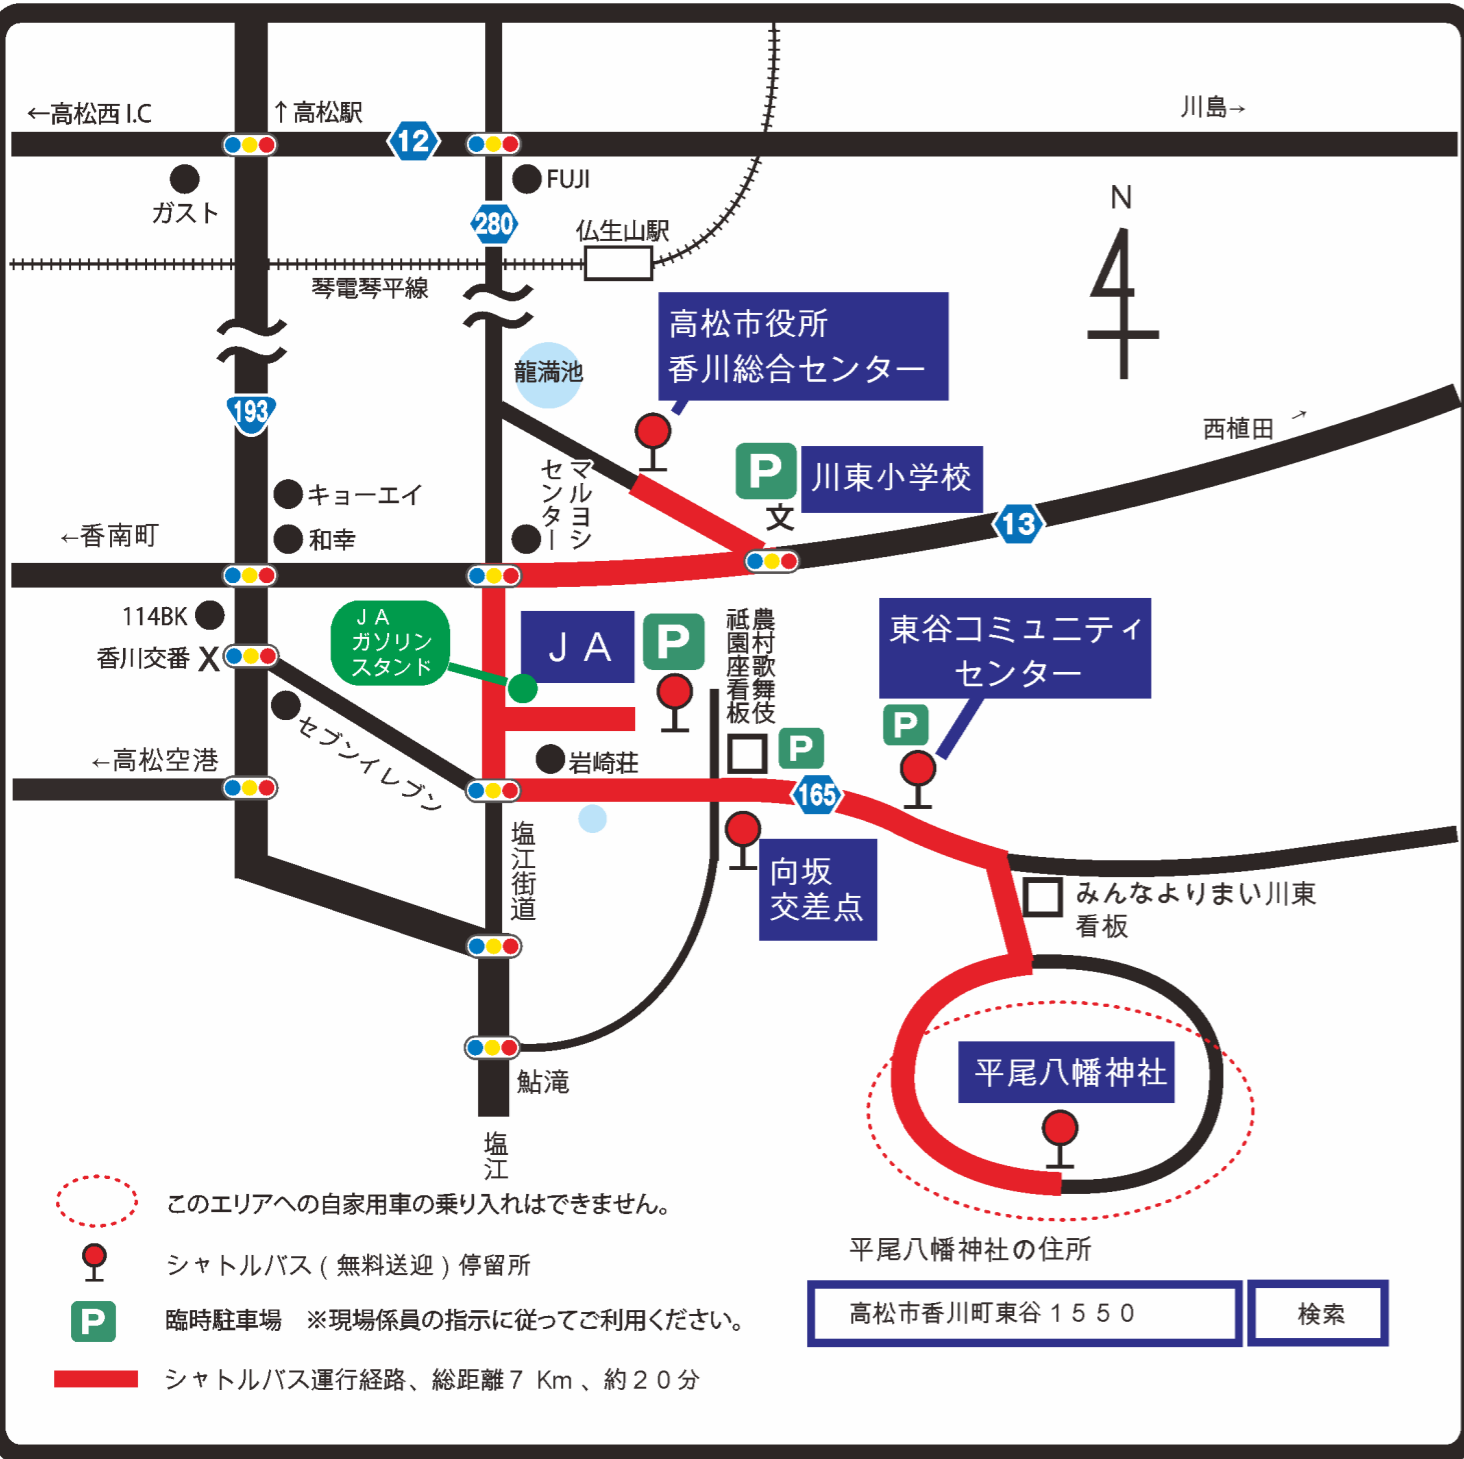 ←高松西 I.C
↑高松駅
12
川島→
ガスト
FUJI
280
仏生山駅
N
琴電琴平線
高松市役所
香川総合センター
龍満池
193
西植田→
マルヨシ
センター
P
川東小学校
文
キョーエイ
13
←香南町
和幸
114BK
香川交番 X
ＪＡ
ガソリン
スタンド
ＪＡ
P
農村歌舞伎
祗園座看板
東谷コミュニティ
センター
P
セブンイレブン
←高松空港
岩崎荘
P
165
塩江街道
向坂
交差点
みんなよりまい川東
看板
平尾八幡神社
鮎滝
塩江
このエリアへの自家用車の乗り入れはできません。
シャトルバス（無料送迎）停留所
P
臨時駐車場　※現場係員の指示に従ってご利用ください。
シャトルバス運行経路、総距離７ Km 、約２０分
平尾八幡神社の住所
高松市香川町東谷１５５０
検索